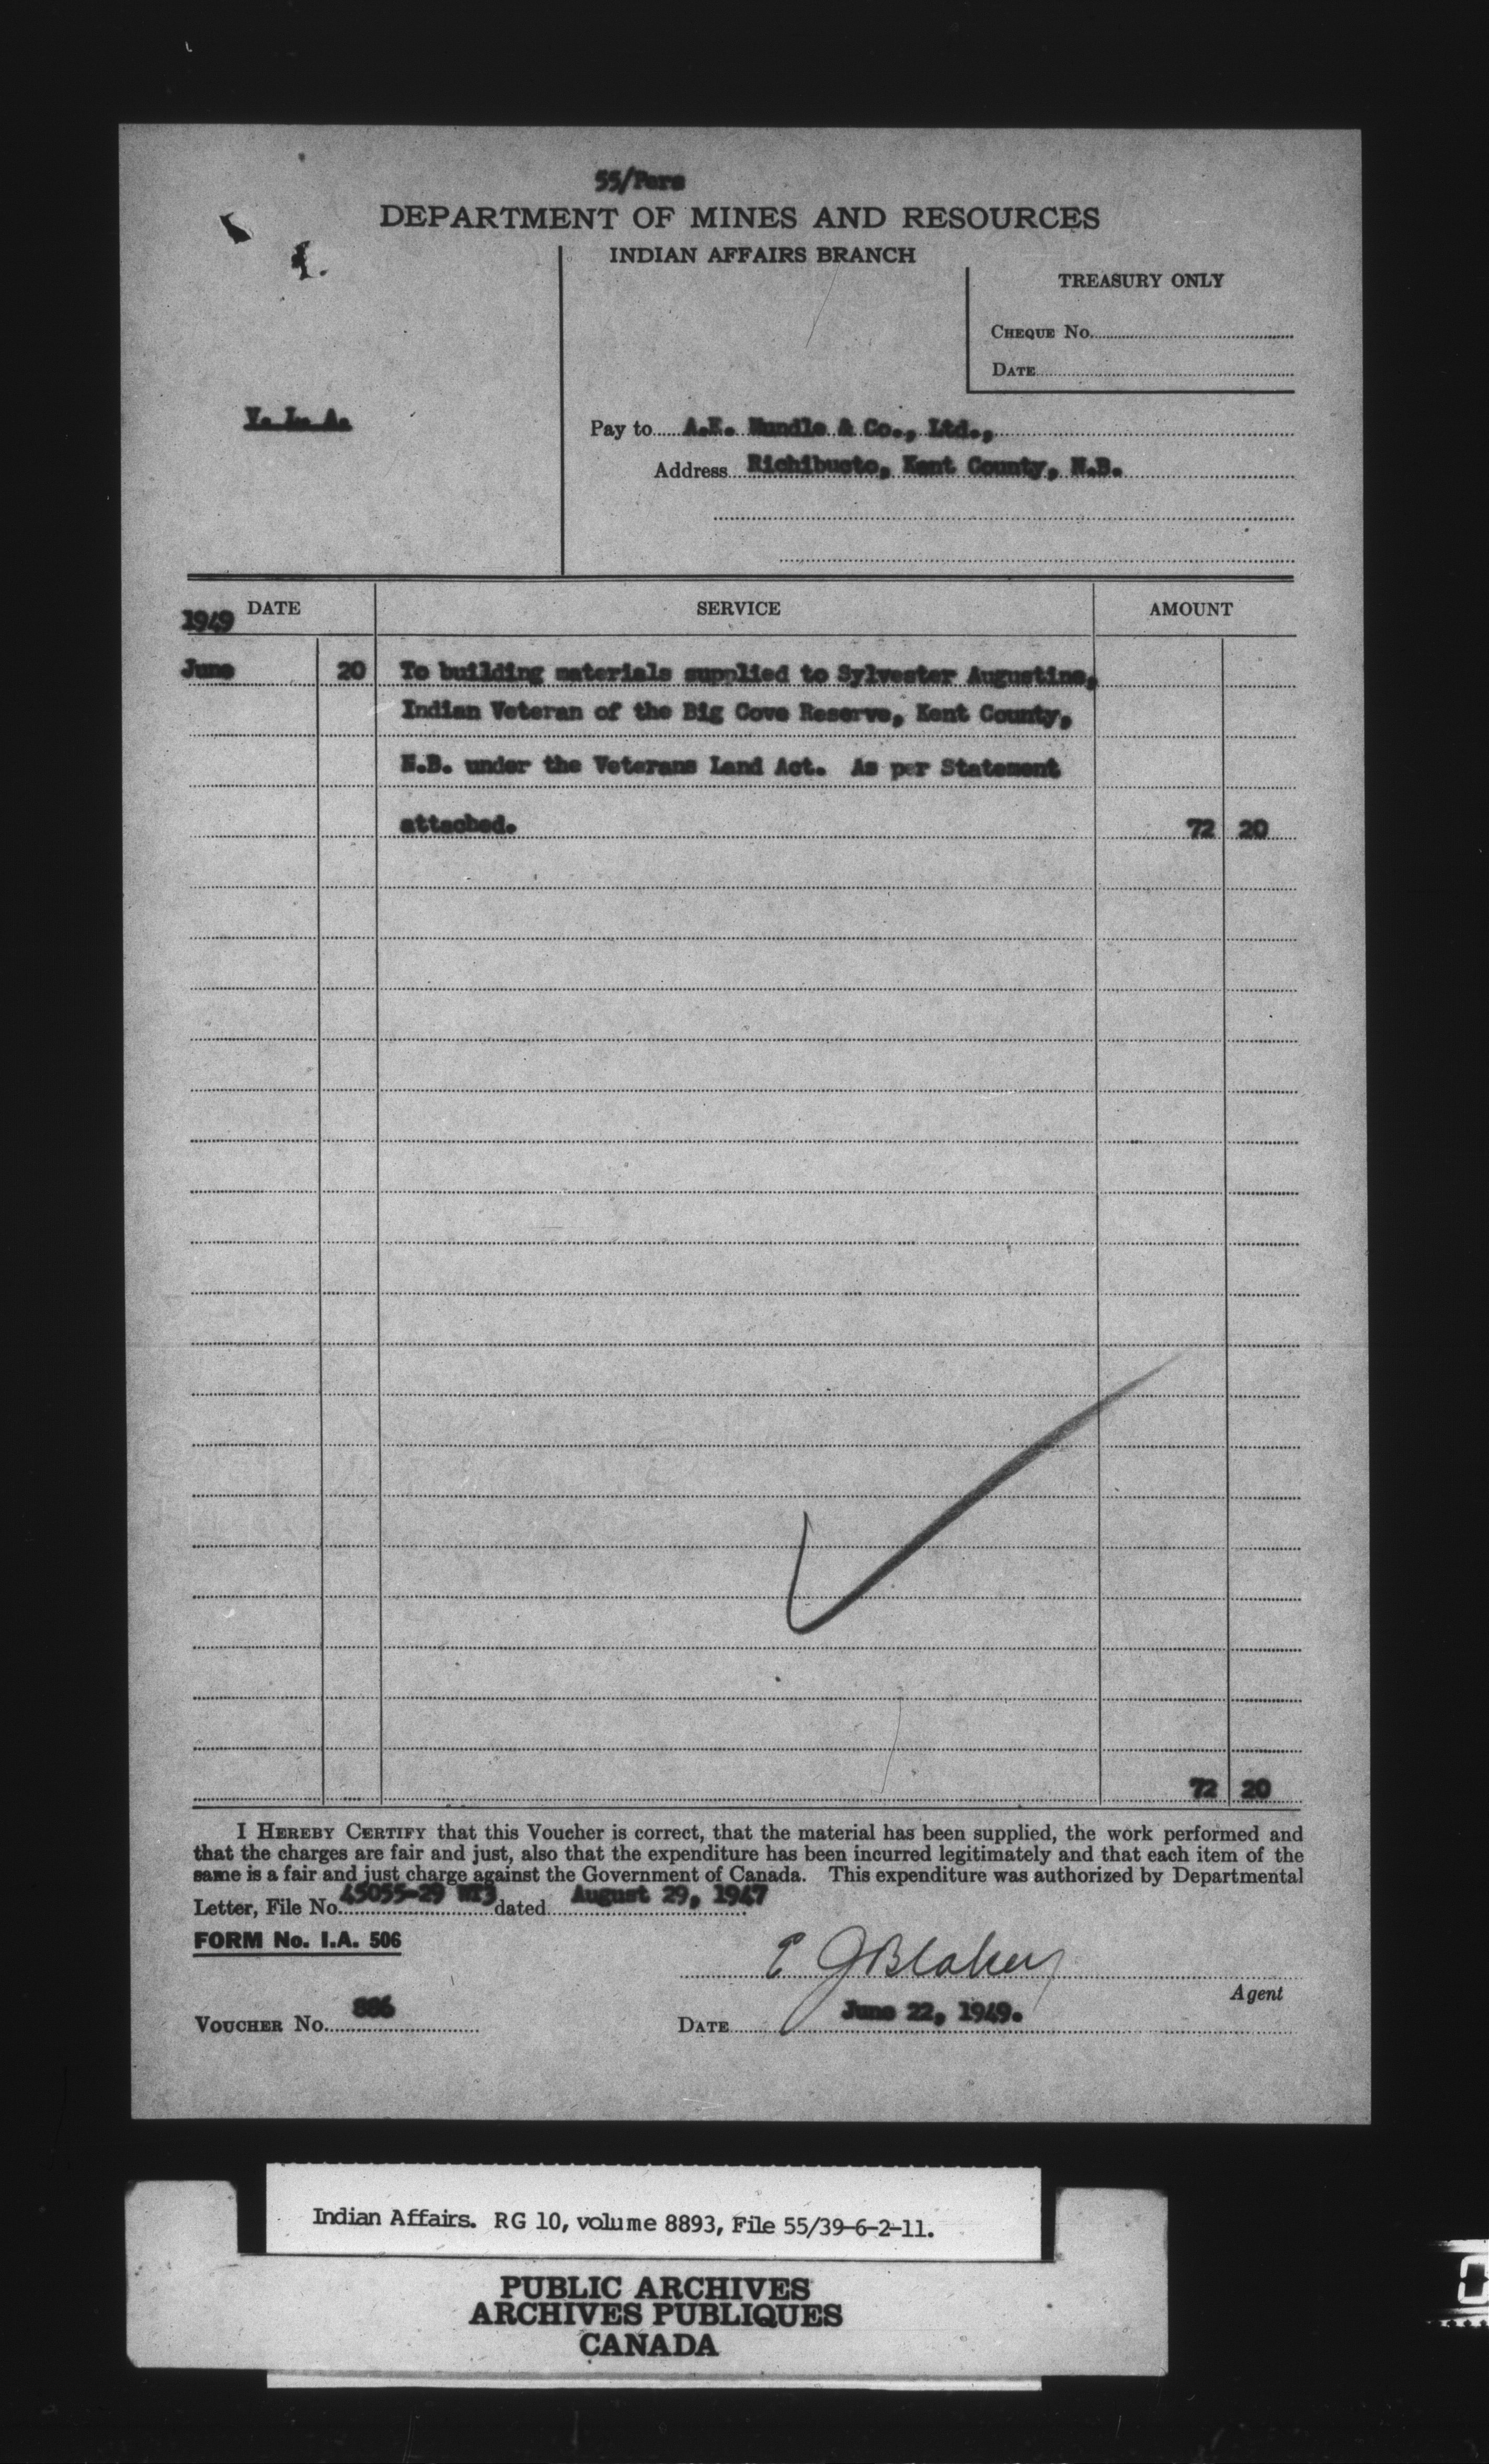 55/Pers
DEPARTMENT OF MINES AND RESOURCES
INDIAN AFFAIRS BRANCH
TREASURY ONLY
CHEQUE No.
DATE
V. L. A.
Pay to A.E. Mundle & Co., Ltd.,
Address Richibucto, Kent County, N.B.
DATE SERVICE AMOUNT
1949
June 20 To building materials supplied to Sylvester Augustine,
Indian Veteran of the Big Cove Reserve, Kent County,
N.B. under the Veterans Land Act. As per Statement
attached. 72 20
72 20
I HEREBY CERTIFY that this Voucher is correct, that the material has been supplied, the work performed and
that the charges are fair and just, also that the expenditure has been incurred legitimately and that each item of the
same is a fair and just charge against the Government of Canada. This expenditure was authorized by Departmental
Letter, File No. 45055-29 dated August 29, 1947
FORM No. I.A. 506
E J Blakey
Agent
VOUCHER No. 886
DATE June 22, 1949.
Indian Affairs. RG 10, volume 8893, File 55/39-6-2-11.
PUBLIC ARCHIVES
ARCHIVES PUBLIQUES
CANADA